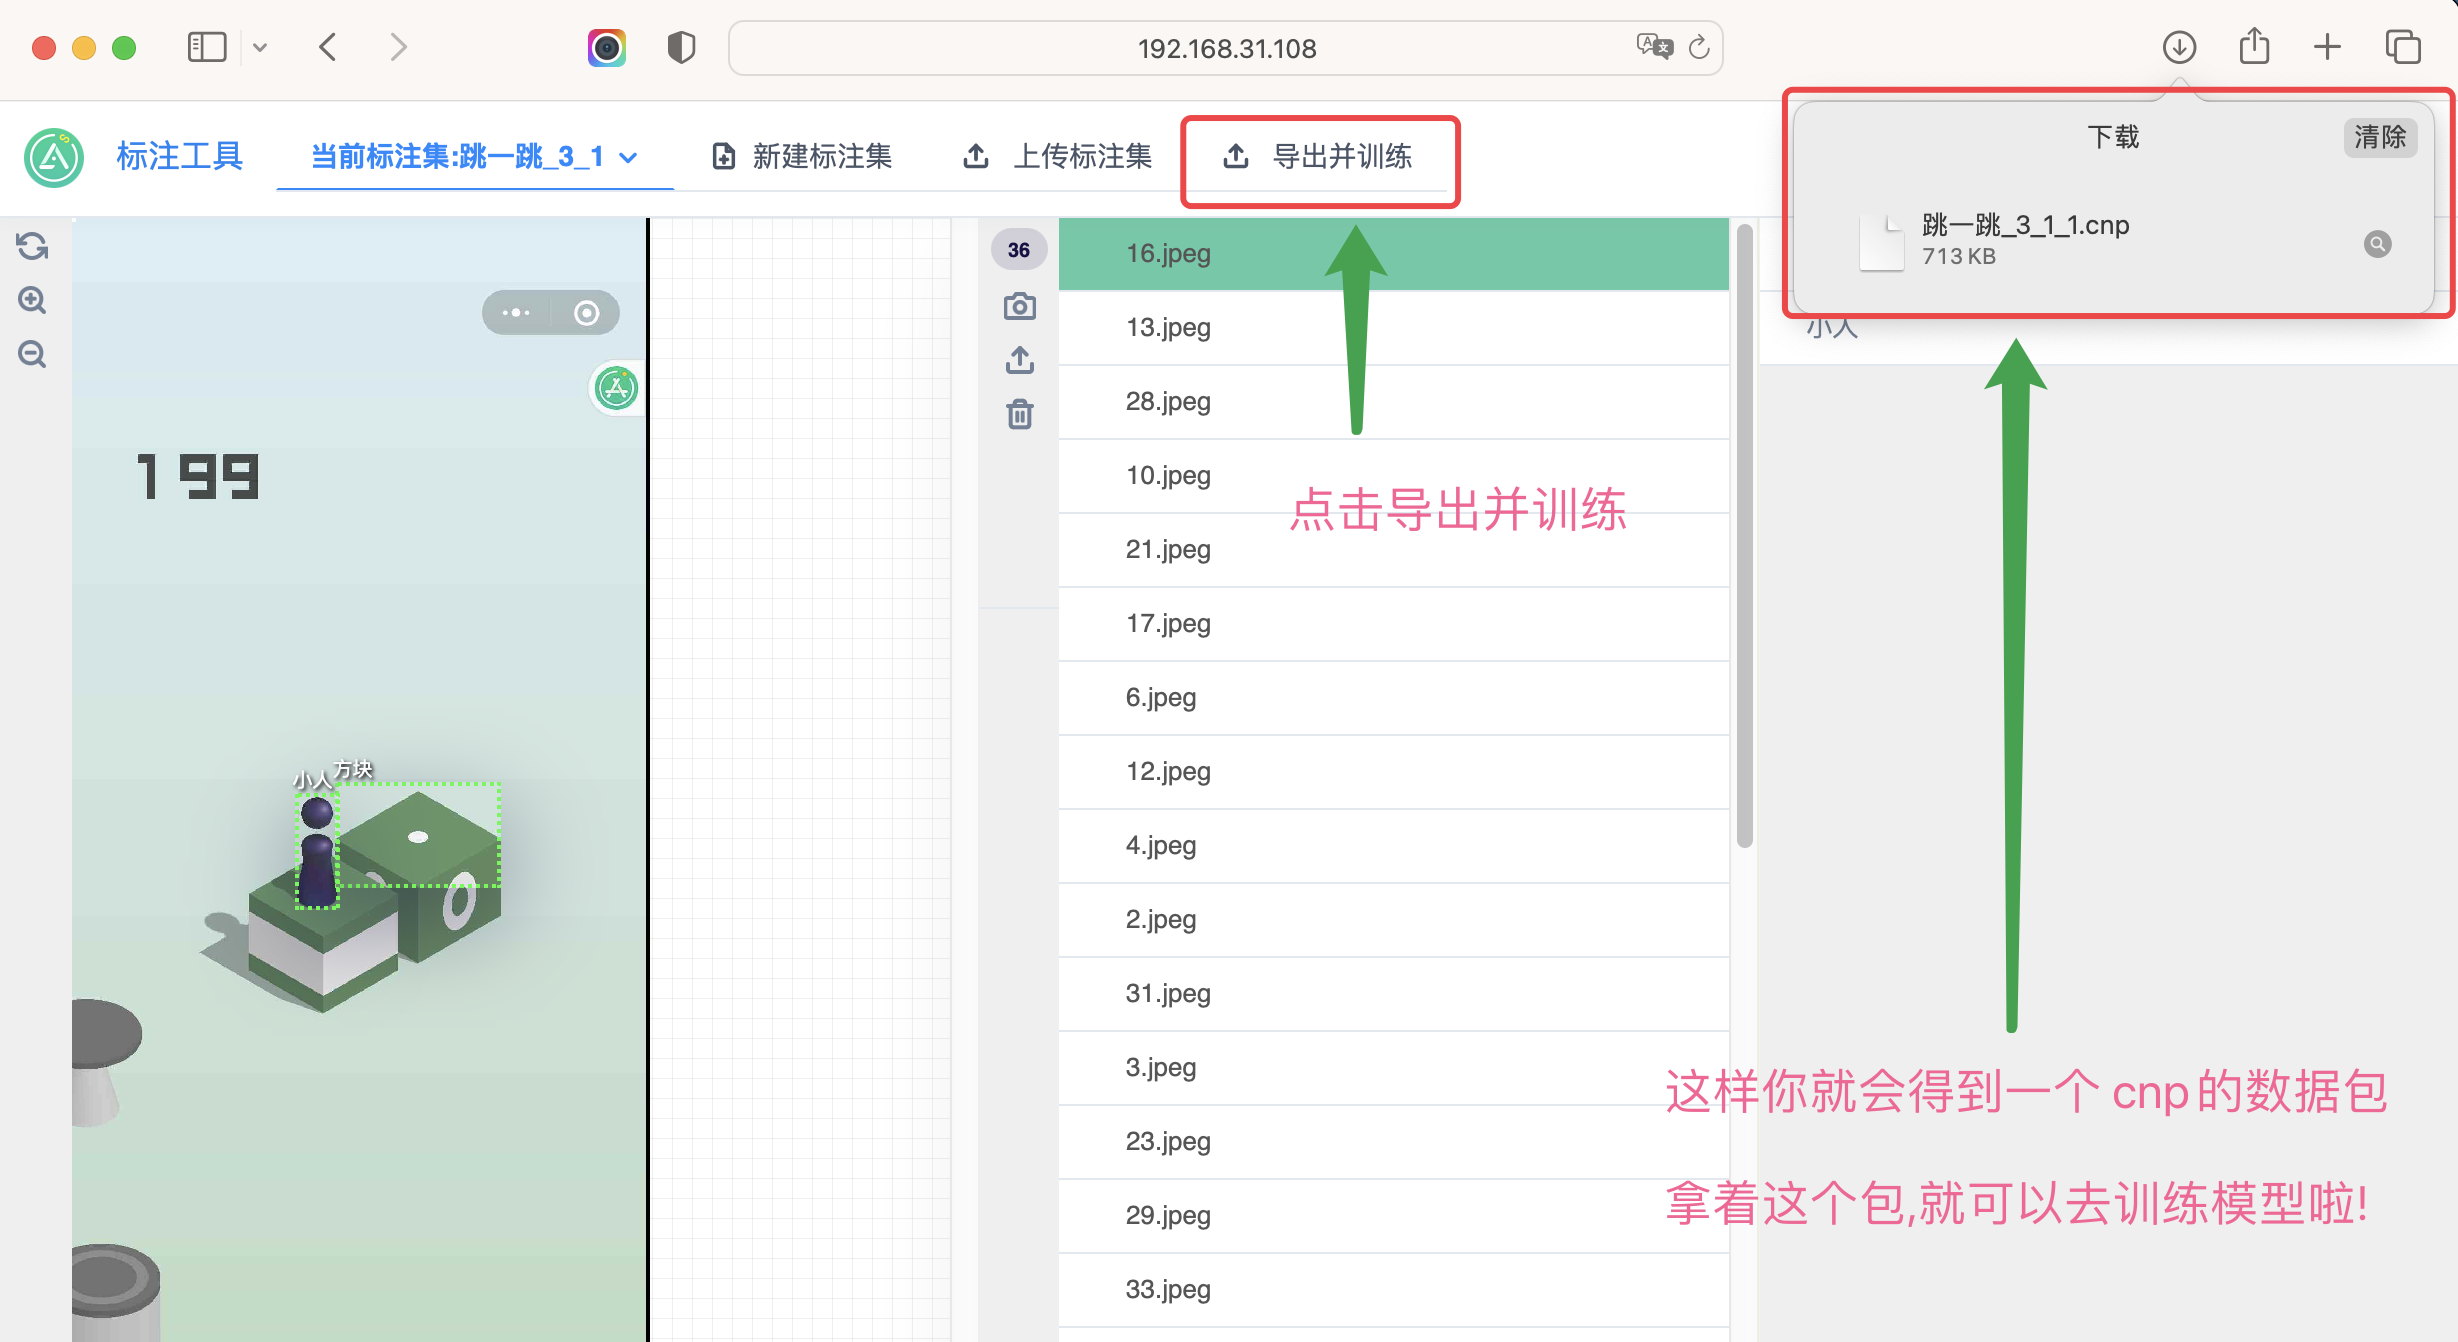 192.168.31.108
标注工具
当前标注集:跳一跳_3_1
新建标注集
上传标注集
导出并训练
下载
清除
跳一跳_3_1_1.cnp
713 KB
小人
199
小人
方块
36
16.jpeg
13.jpeg
28.jpeg
10.jpeg
21.jpeg
17.jpeg
6.jpeg
12.jpeg
4.jpeg
2.jpeg
31.jpeg
3.jpeg
23.jpeg
29.jpeg
33.jpeg
点击导出并训练
这样你就会得到一个 cnp 的数据包
拿着这个包,就可以去训练模型啦!